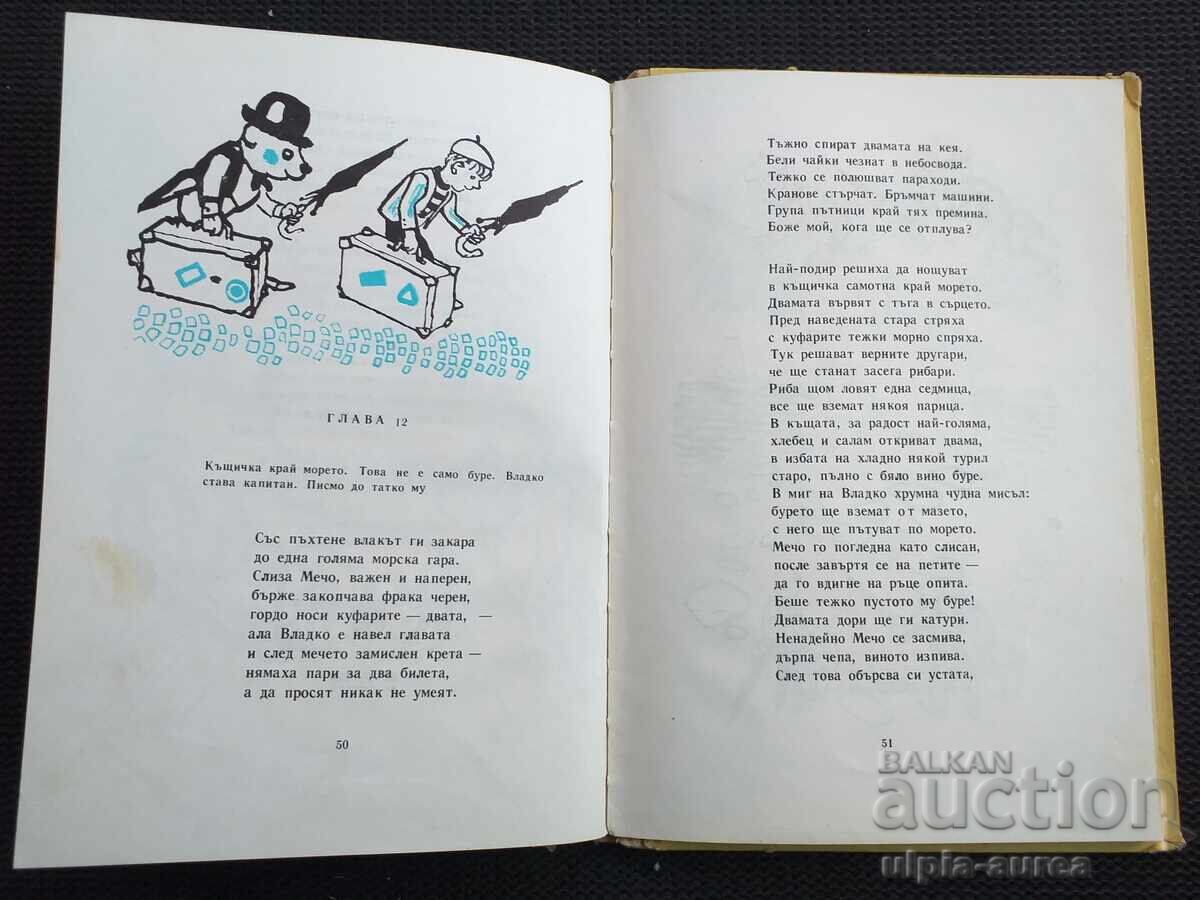 ГЛАВА 12
Къщичка край морето. Това не е само буре. Владко
става капитан. Писмо до татко му
Със пъхтене влакът ги закара
до една голяма морска гара.
Слиза Мечо, важен и наперен,
бърже закопчава фрака черен,
гордо носи куфарите — двата, —
ала Владко е навел главата
и след мечето замислен крета —
нямаха пари за два билета,
а да просят никак не умеят.
50
Тъжно спират двамата на кея.
Бели чайки чезнат в небосвода.
Тежко се полюшват параходи.
Кранове стърчат. Бръмчат машини.
Група пътници край тях премина.
Боже мой, кога ще се отплува?
Най-подир решиха да нощуват
в къщичка самотна край морето.
Двамата вървят с тъга в сърцето.
Пред наведената стара стряха
с куфарите тежки морно спряха.
Тук решават верните другари,
че ще станат засега рибари.
Риба щом ловят една седмица,
все ще вземат някоя парица.
В къщата, за радост най-голяма,
хлебец и салам откриват двама,
в избата на хладно някой турил
старо, пълно с бяло вино буре.
В миг на Владко хрумна чудна мисъл:
бурето ще вземат от мазето,
с него ще пътуват по морето.
Мечо го погледна като слисан,
после завъртя се на петите —
да го вдигне на ръце опита.
Беше тежко пустото му буре!
Двамата дори ще ги катури.
Ненадейно Мечо се засмива,
дърпа чепа, виното изпива.
След това обърсва си устата,
51
BALKAN
auction
ulpia-aurea